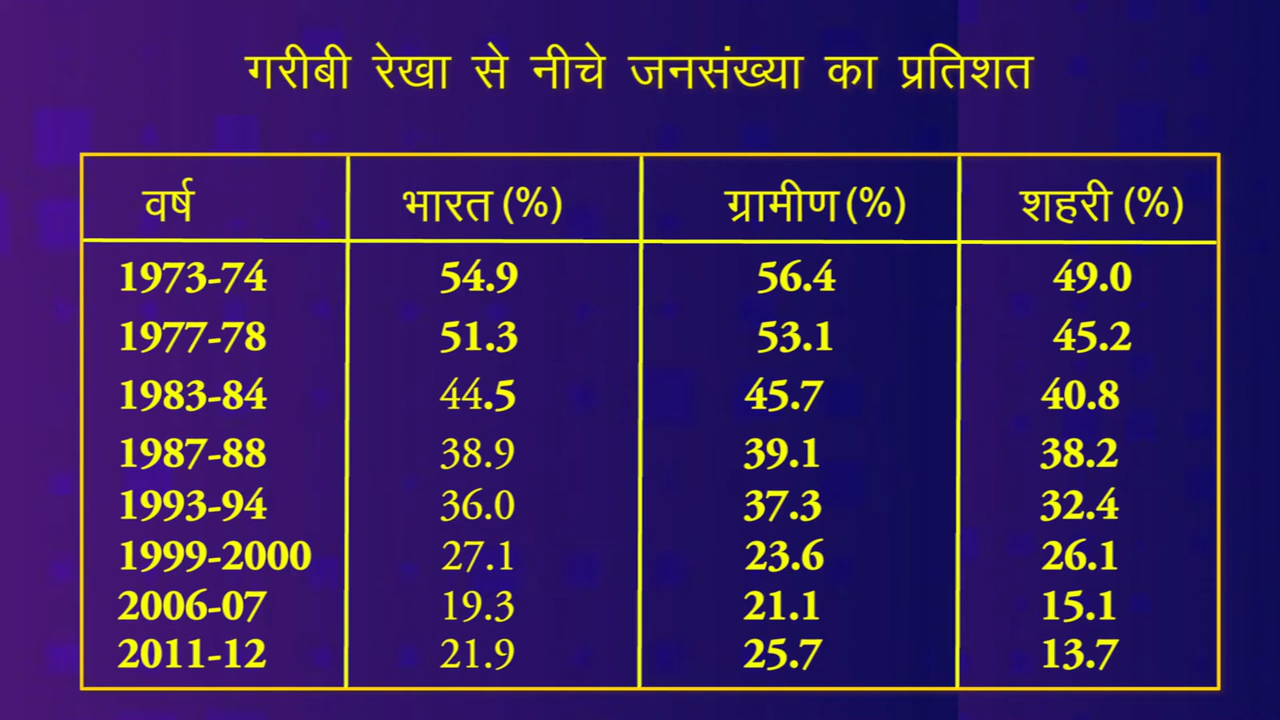 गरीबी रेखा से नीचे जनसंख्या का प्रतिशत
वर्ष भारत (%) ग्रामीण (%) शहरी (%)
1973-74 54.9 56.4 49.0
1977-78 51.3 53.1 45.2
1983-84 44.5 45.7 40.8
1987-88 38.9 39.1 38.2
1993-94 36.0 37.3 32.4
1999-2000 27.1 23.6 26.1
2006-07 19.3 21.1 15.1
2011-12 21.9 25.7 13.7